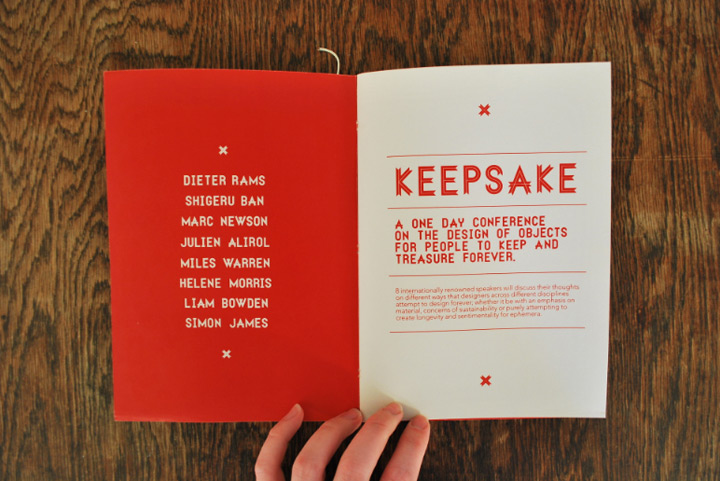 DIETER RAMS
SHIGERU BAN
MARC NEWSON
JULIEN ALIROL
MILES WARREN
HELENE MORRIS
LIAM BOWDEN
SIMON JAMES
KEEPSAKE
A ONE DAY CONFERENCE
ON THE DESIGN OF OBJECTS
FOR PEOPLE TO KEEP AND
TREASURE FOREVER.
8 internationally renowned speakers will discuss their thoughts
on different ways that designers across different disciplines
attempt to design forever; whether it be with an emphasis on
material, concerns of sustainability or purely attempting to
create longevity and sentimentality for ephemera.